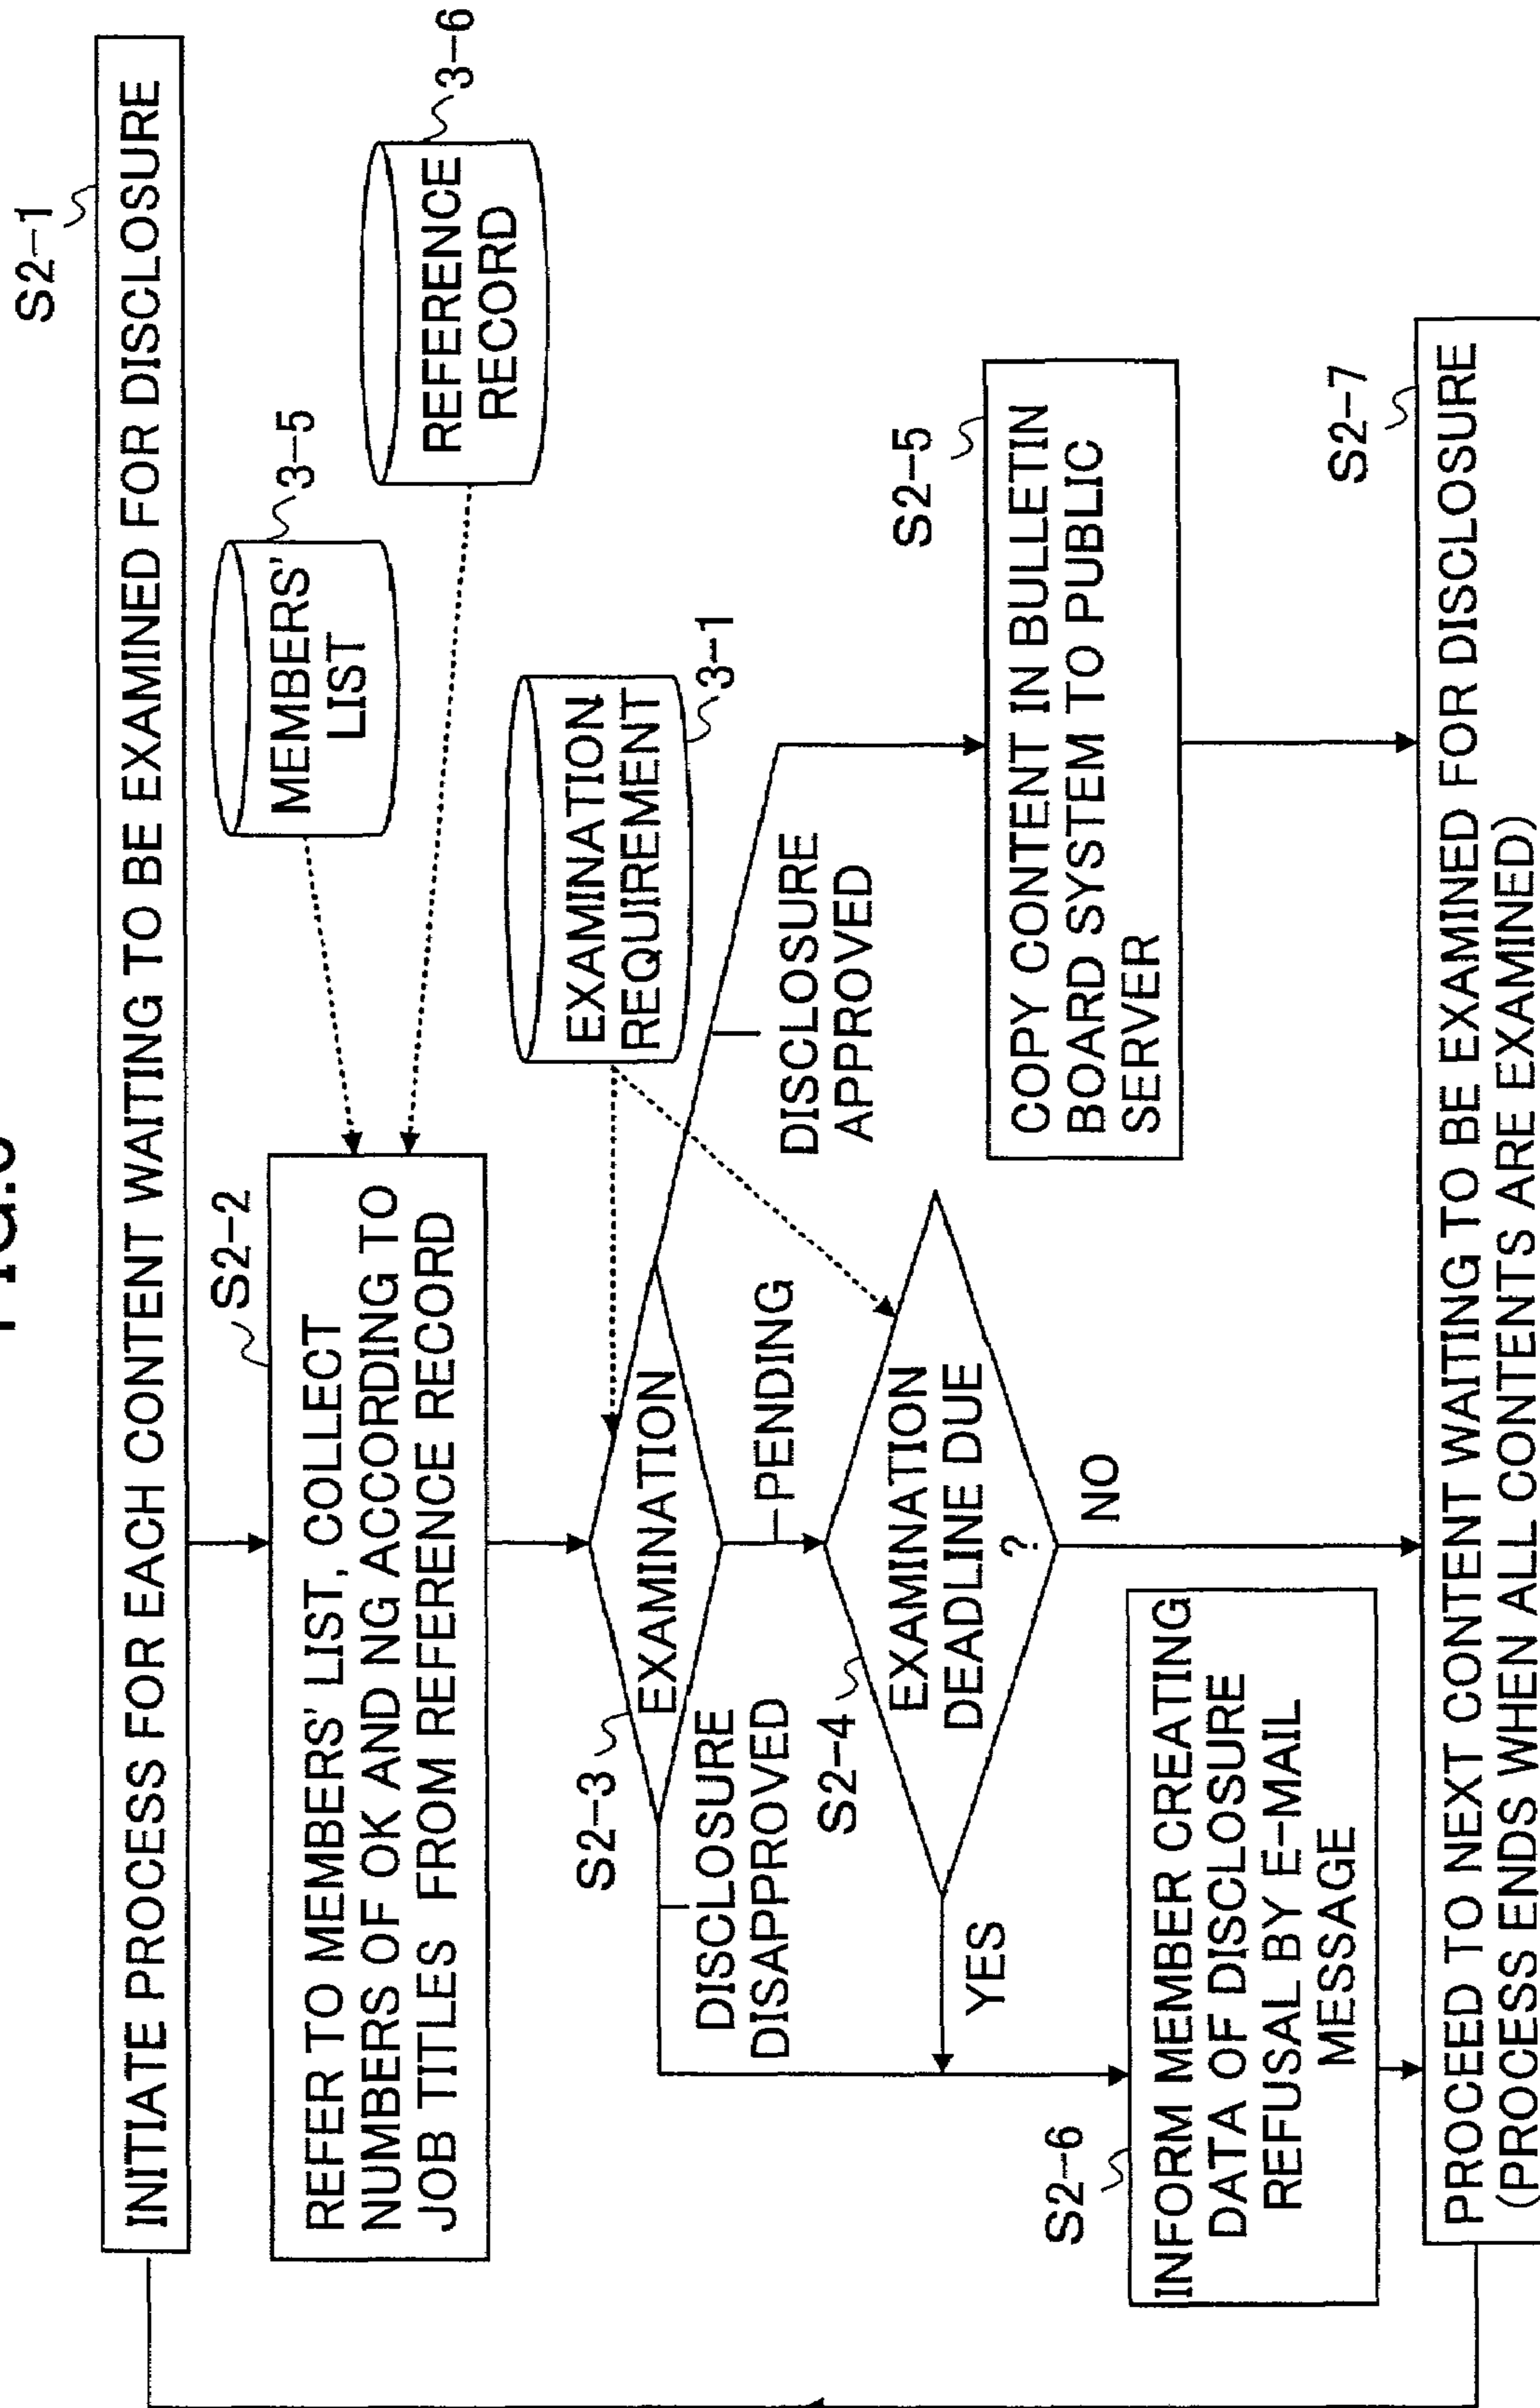 S2-1
INITIATE PROCESS FOR EACH CONTENT WAITING TO BE EXAMINED FOR DISCLOSURE
S2-2
REFER TO MEMBERS' LIST, COLLECT
NUMBERS OF OK AND NG ACCORDING TO
JOB TITLES FROM REFERENCE RECORD
MEMBERS'
LIST
3-5
REFERENCE
RECORD
3-6
EXAMINATION
REQUIREMENT
3-1
S2-3
EXAMINATION
DISCLOSURE
DISAPPROVED
PENDING
DISCLOSURE
APPROVED
S2-4
EXAMINATION
DEADLINE DUE
?
YES
NO
S2-5
COPY CONTENT IN BULLETIN
BOARD SYSTEM TO PUBLIC
SERVER
S2-6
INFORM MEMBER CREATING
DATA OF DISCLOSURE
REFUSAL BY E-MAIL
MESSAGE
S2-7
PROCEED TO NEXT CONTENT WAITING TO BE EXAMINED FOR DISCLOSURE
(PROCESS ENDS WHEN ALL CONTENTS ARE EXAMINED)